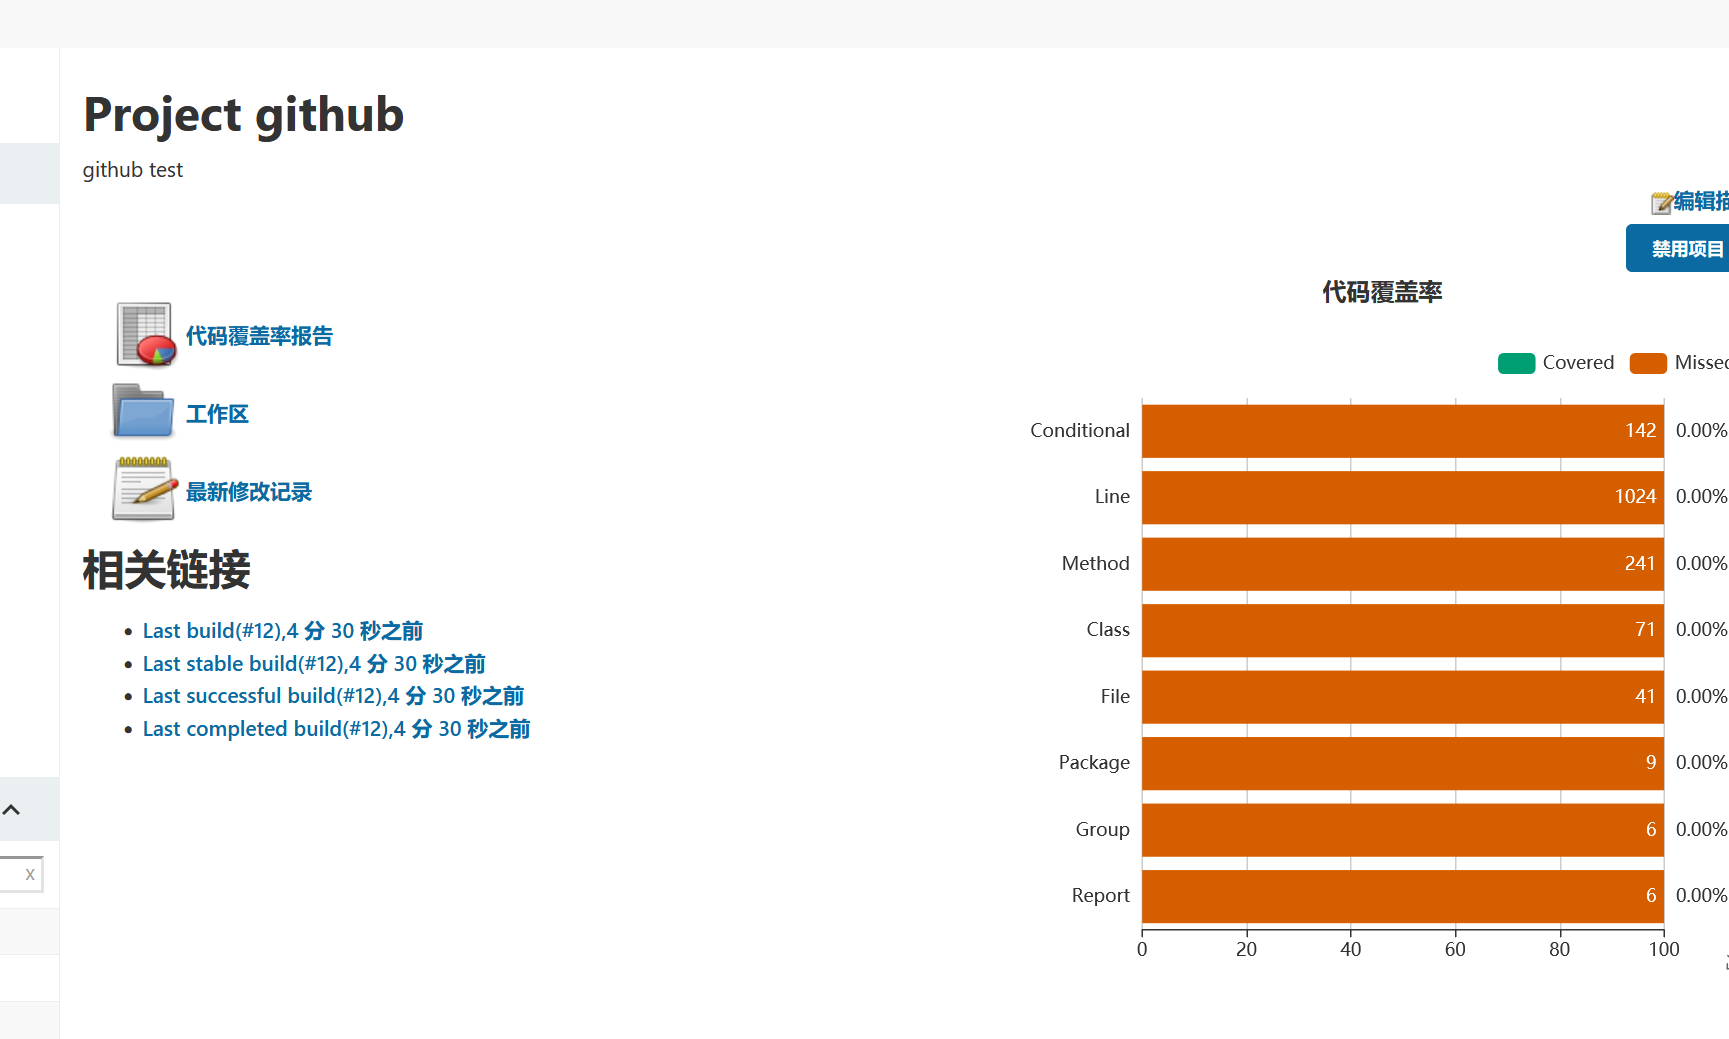 Project github
github test
编辑描
禁用项目
代码覆盖率报告
工作区
最新修改记录
相关链接
Last build(#12),4 分 30 秒之前
Last stable build(#12),4 分 30 秒之前
Last successful build(#12),4 分 30 秒之前
Last completed build(#12),4 分 30 秒之前
x
代码覆盖率
Covered Missed
Conditional 142 0.00%
Line 1024 0.00%
Method 241 0.00%
Class 71 0.00%
File 41 0.00%
Package 9 0.00%
Group 6 0.00%
Report 6 0.00%
0 20 40 60 80 100